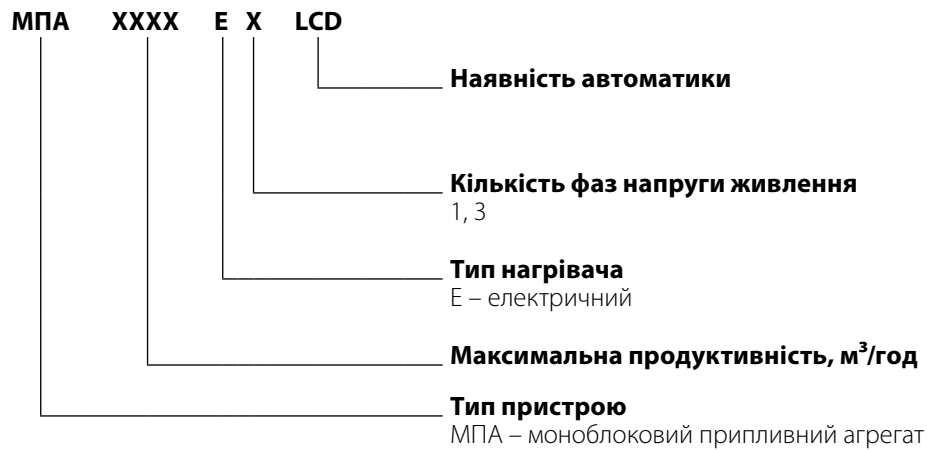 МПА XXXX E X LCD
Наявність автоматики
Кількість фаз напруги живлення
1, 3
Тип нагрівача
Е – електричний
Максимальна продуктивність, м³/год
Тип пристрою
МПА – моноблоковий припливний агрегат